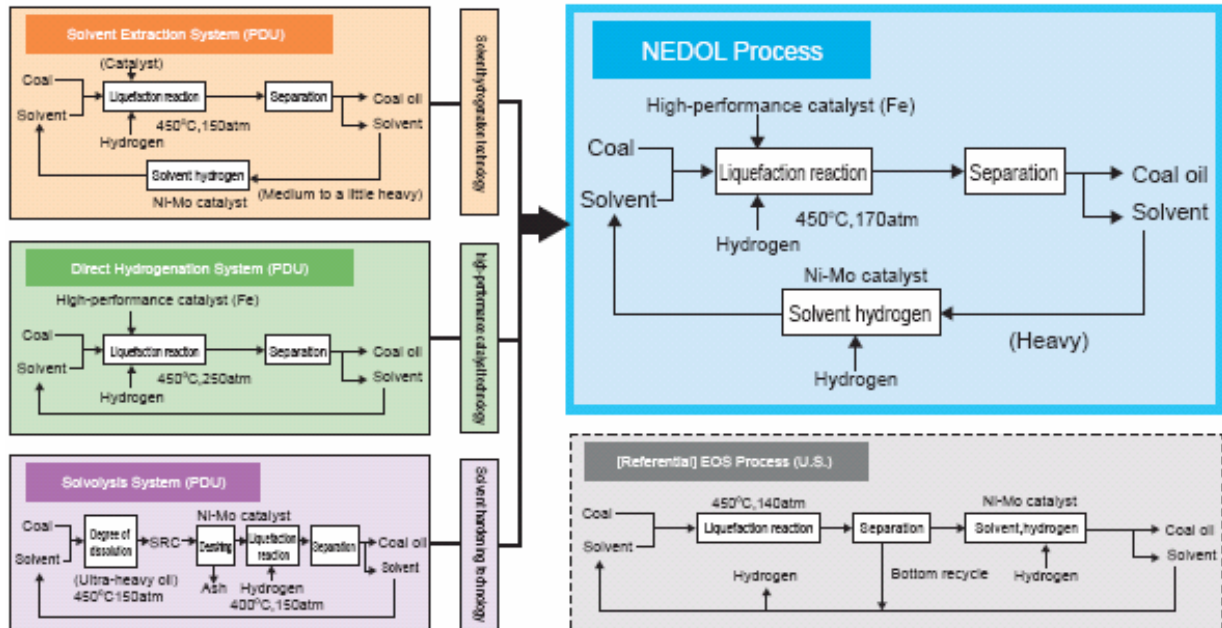 Solvent Extraction System (PDU)
(Catalyst)
Coal
Solvent
Liquefaction reaction
Separation
Coal oil
Solvent
450°C,150atm
Hydrogen
Solvent hydrogen
(Medium to a little heavy)
Ni-Mo catalyst
Solvent hydrogenation technology
Direct Hydrogenation System (PDU)
High-performance catalyst (Fe)
Coal
Solvent
Liquefaction reaction
Separation
Coal oil
Solvent
450°C,250atm
Hydrogen
high-performance catalyst technology
Solvolysis System (PDU)
Ni-Mo catalyst
Coal
Solvent
Degree of
dissolution
SRC
Deashing
Liquefaction
reaction
Separation
Coal oil
Solvent
(Ultra-heavy oil)
450°C150atm
Ash
Hydrogen
400°C,150atm
Solvent hardening technology
NEDOL Process
High-performance catalyst (Fe)
Coal
Solvent
Liquefaction reaction
Separation
Coal oil
Solvent
450°C,170atm
Hydrogen
Ni-Mo catalyst
Solvent hydrogen
(Heavy)
Hydrogen
[Referential] EOS Process (U.S.)
450°C,140atm
Ni-Mo catalyst
Coal
Solvent
Liquefaction reaction
Separation
Solvent,hydrogen
Coal oil
Solvent
Hydrogen
Bottom recycle
Hydrogen